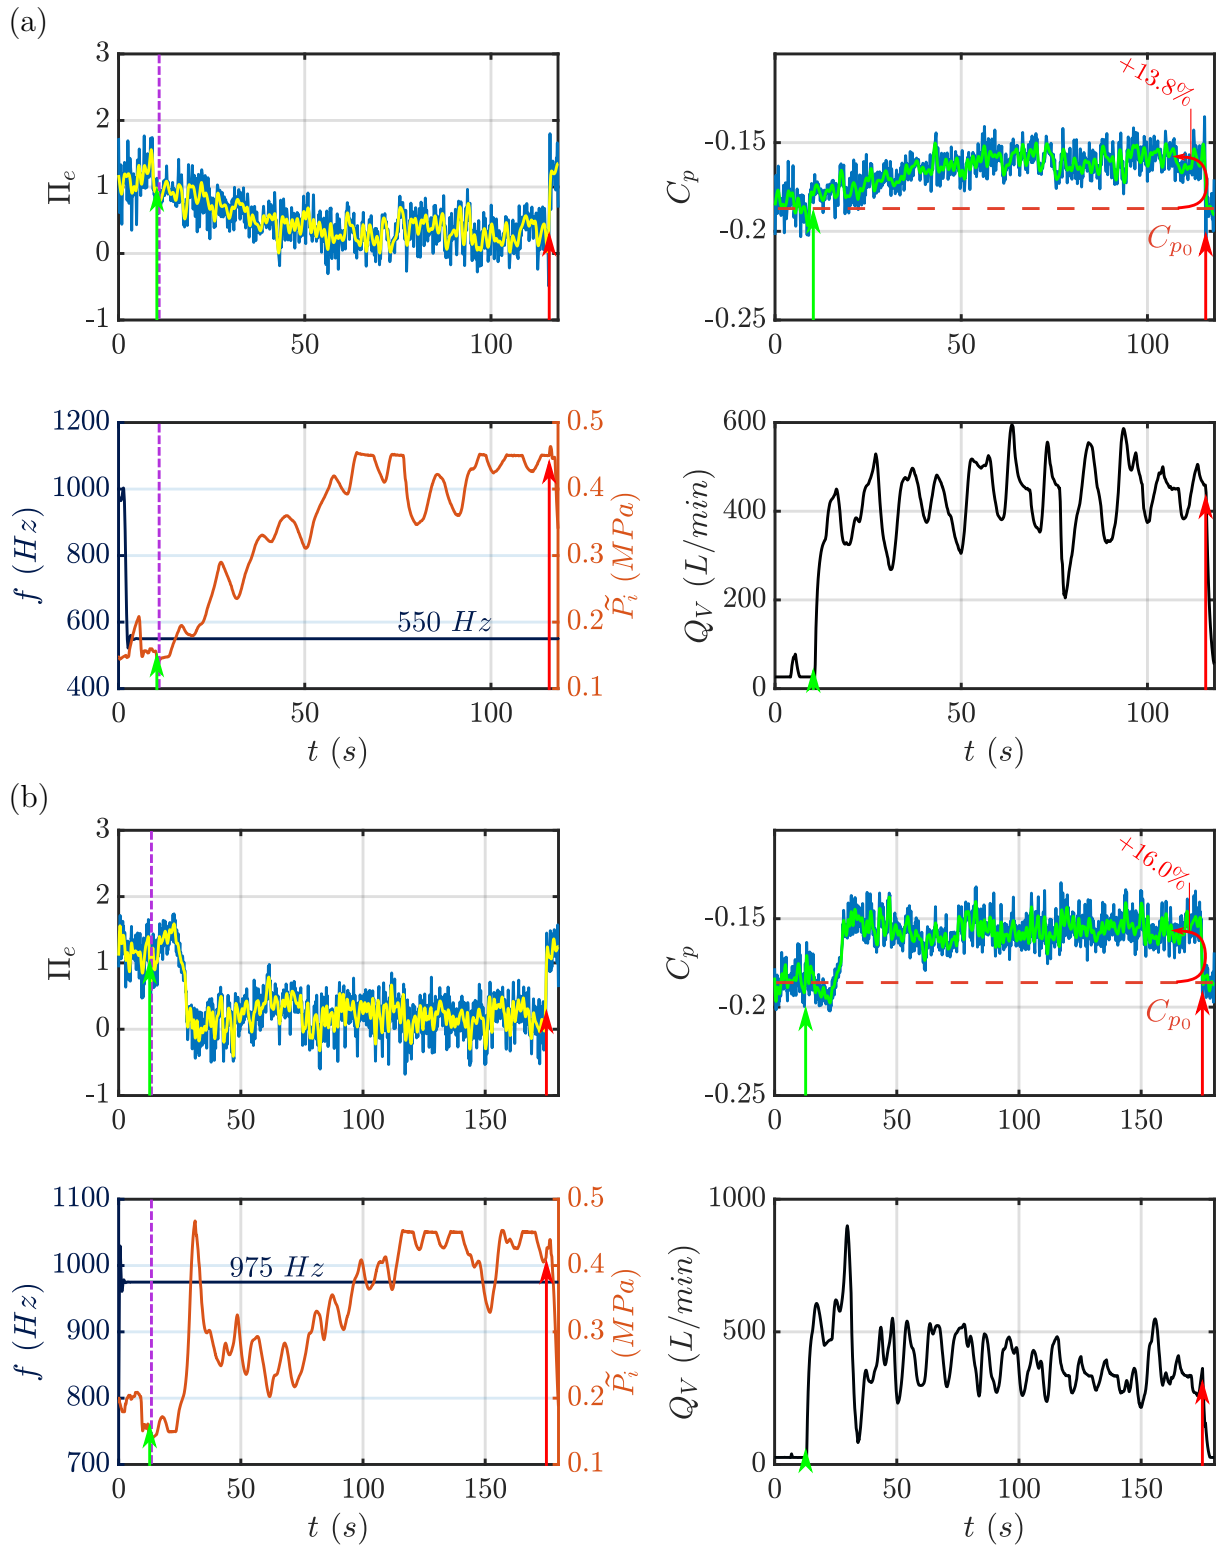 (a)
3
2
1
0
-1
Π_e
0 50 100
-0.15
-0.2
-0.25
C_p
+13.8%
C_{p_0}
0 50 100
1200
1000
800
600
400
f (Hz)
550 Hz
0.5
0.4
0.3
0.2
0.1
P̃_i (MPa)
0 50 100
t (s)
600
400
200
0
Q_V (L/min)
0 50 100
t (s)
(b)
3
2
1
0
-1
Π_e
0 50 100 150
-0.15
-0.2
-0.25
C_p
+16.0%
C_{p_0}
0 50 100 150
1100
1000
900
800
700
f (Hz)
975 Hz
0.5
0.4
0.3
0.2
0.1
P̃_i (MPa)
0 50 100 150
t (s)
1000
500
0
Q_V (L/min)
0 50 100 150
t (s)